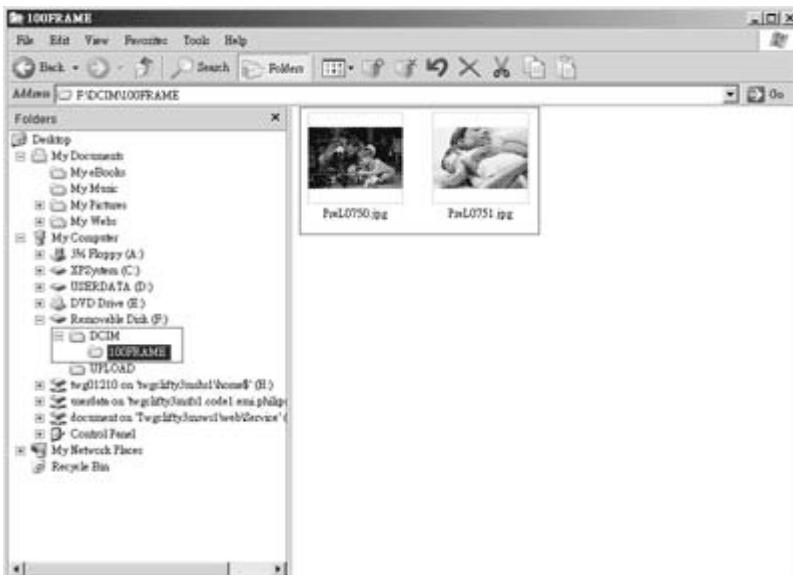 100FRAME
File Edit View Favorites Tools Help
Back Search Folders Go
Address F:\DCIM\100FRAME
Folders
Desktop
My Documents
My eBooks
My Music
My Pictures
My Webs
My Computer
3½ Floppy (A:)
XPSystem (C:)
USERDATA (D:)
DVD Drive (E:)
Removable Disk (F:)
DCIM
100FRAME
UPLOAD
(H:)
document on
Control Panel
My Network Places
Recycle Bin
PreL0750.jpg
PreL0751.jpg